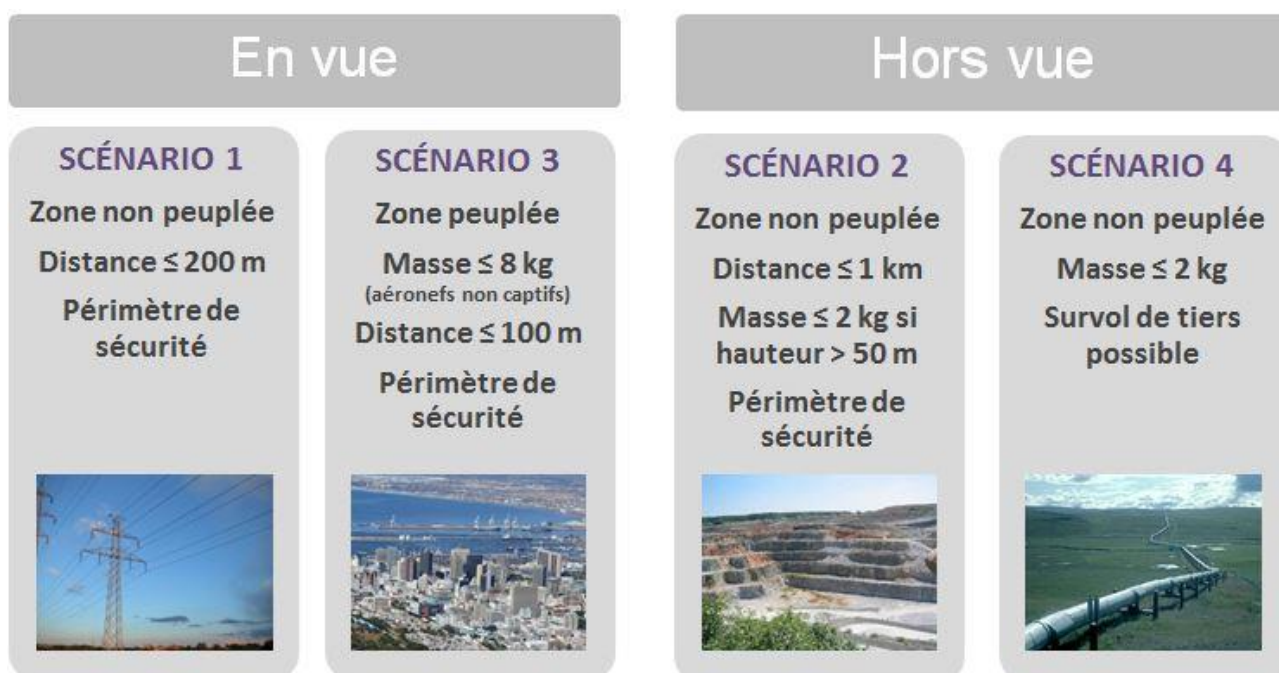 En vue
SCÉNARIO 1
Zone non peuplée
Distance ≤ 200 m
Périmètre de
sécurité
SCÉNARIO 3
Zone peuplée
Masse ≤ 8 kg
(aéronefs non captifs)
Distance ≤ 100 m
Périmètre de
sécurité
Hors vue
SCÉNARIO 2
Zone non peuplée
Distance ≤ 1 km
Masse ≤ 2 kg si
hauteur > 50 m
Périmètre de
sécurité
SCÉNARIO 4
Zone non peuplée
Masse ≤ 2 kg
Survol de tiers
possible